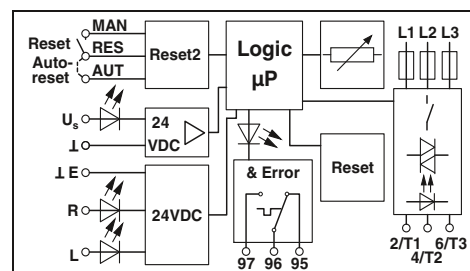 MAN
Reset RES
Auto-
reset AUT
Reset2
Logic
µP
L1 L2 L3
Us
⊥
24
VDC
⊥ E
R
L
24VDC
& Error
97 96 95
Reset
2/T1 6/T3
4/T2